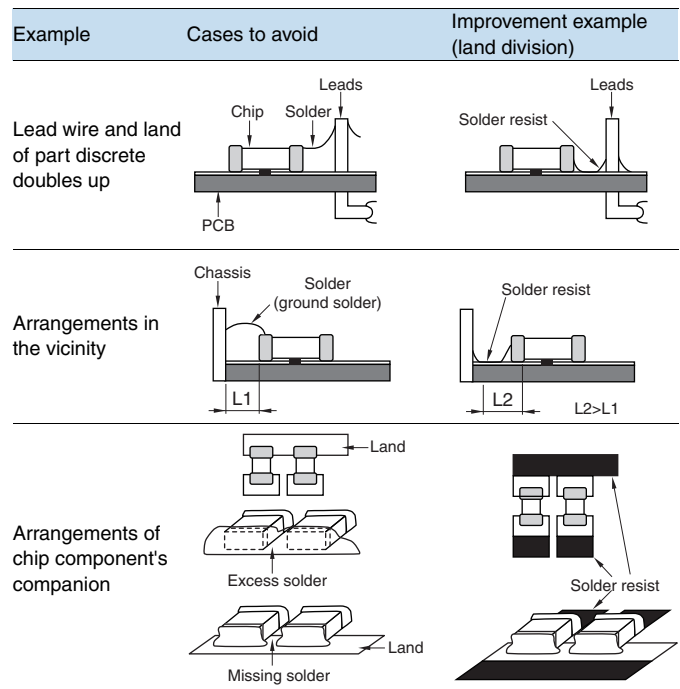 Example
Cases to avoid
Improvement example
(land division)
Lead wire and land
of part discrete
doubles up
Chip
Solder
Leads
PCB
Leads
Solder resist
Arrangements in
the vicinity
Chassis
Solder
(ground solder)
L1
Solder resist
L2
L2>L1
Arrangements of
chip component's
companion
Land
Excess solder
Land
Missing solder
Solder resist